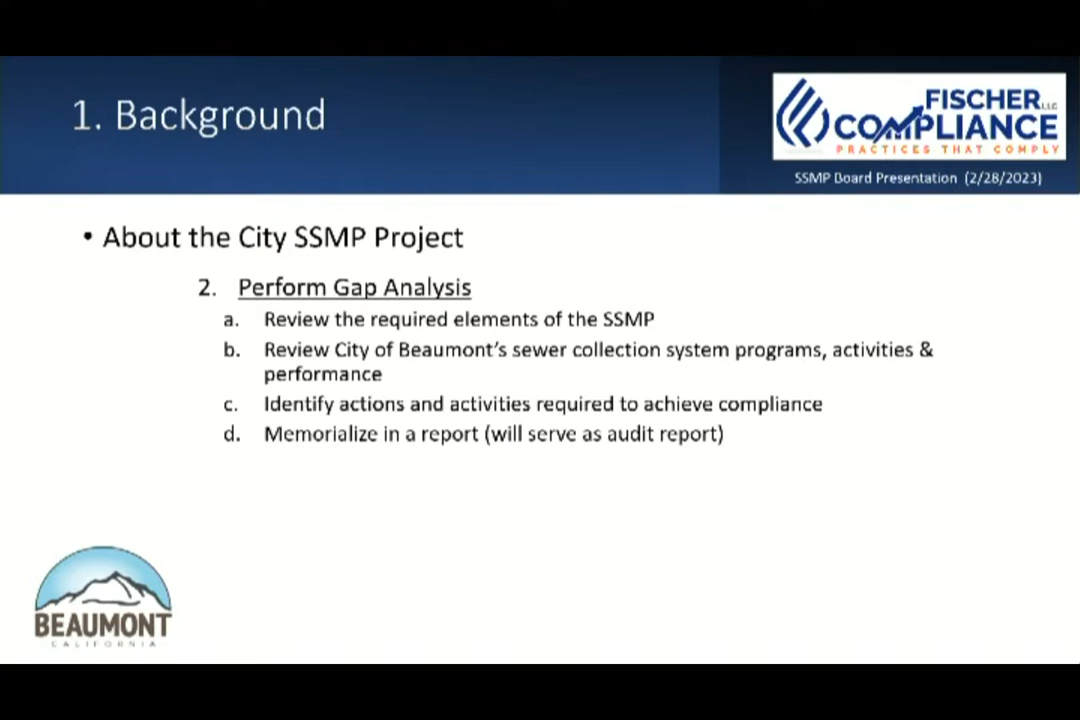 1. Background
FISCHER LLC
COMPLIANCE
PRACTICES THAT COMPLY
SSMP Board Presentation (2/28/2023)
• About the City SSMP Project
2. Perform Gap Analysis
a. Review the required elements of the SSMP
b. Review City of Beaumont's sewer collection system programs, activities &
performance
c. Identify actions and activities required to achieve compliance
d. Memorialize in a report (will serve as audit report)
BEAUMONT
CALIFORNIA